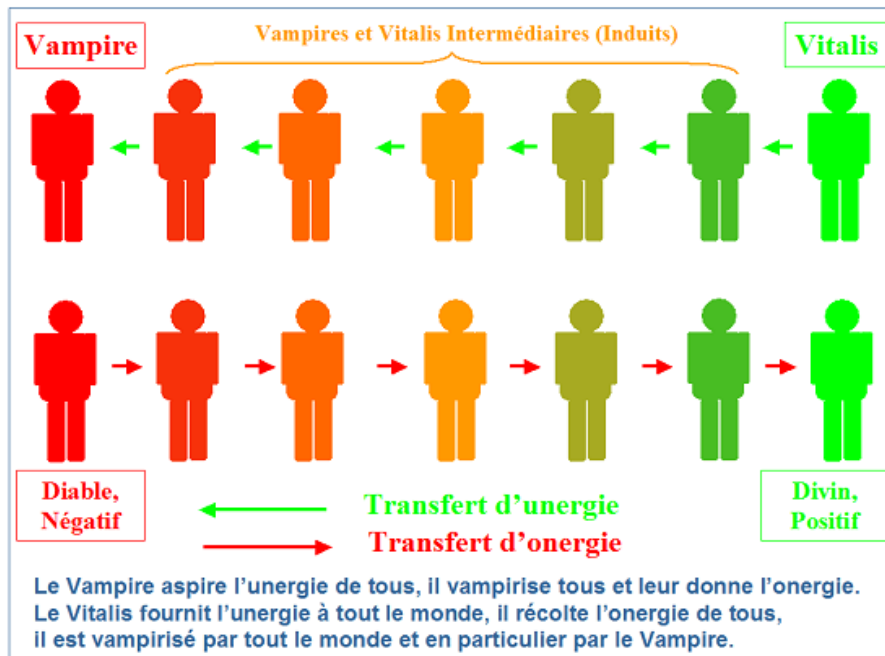 Vampire
Vampires et Vitalis Intermédiaires (Induits)
Vitalis
Diable,
Négatif
Transfert d’unergie
Transfert d’onergie
Divin,
Positif
Le Vampire aspire l’unergie de tous, il vampirise tous et leur donne l’onergie.
Le Vitalis fournit l’unergie à tout le monde, il récolte l’onergie de tous,
il est vampirisé par tout le monde et en particulier par le Vampire.